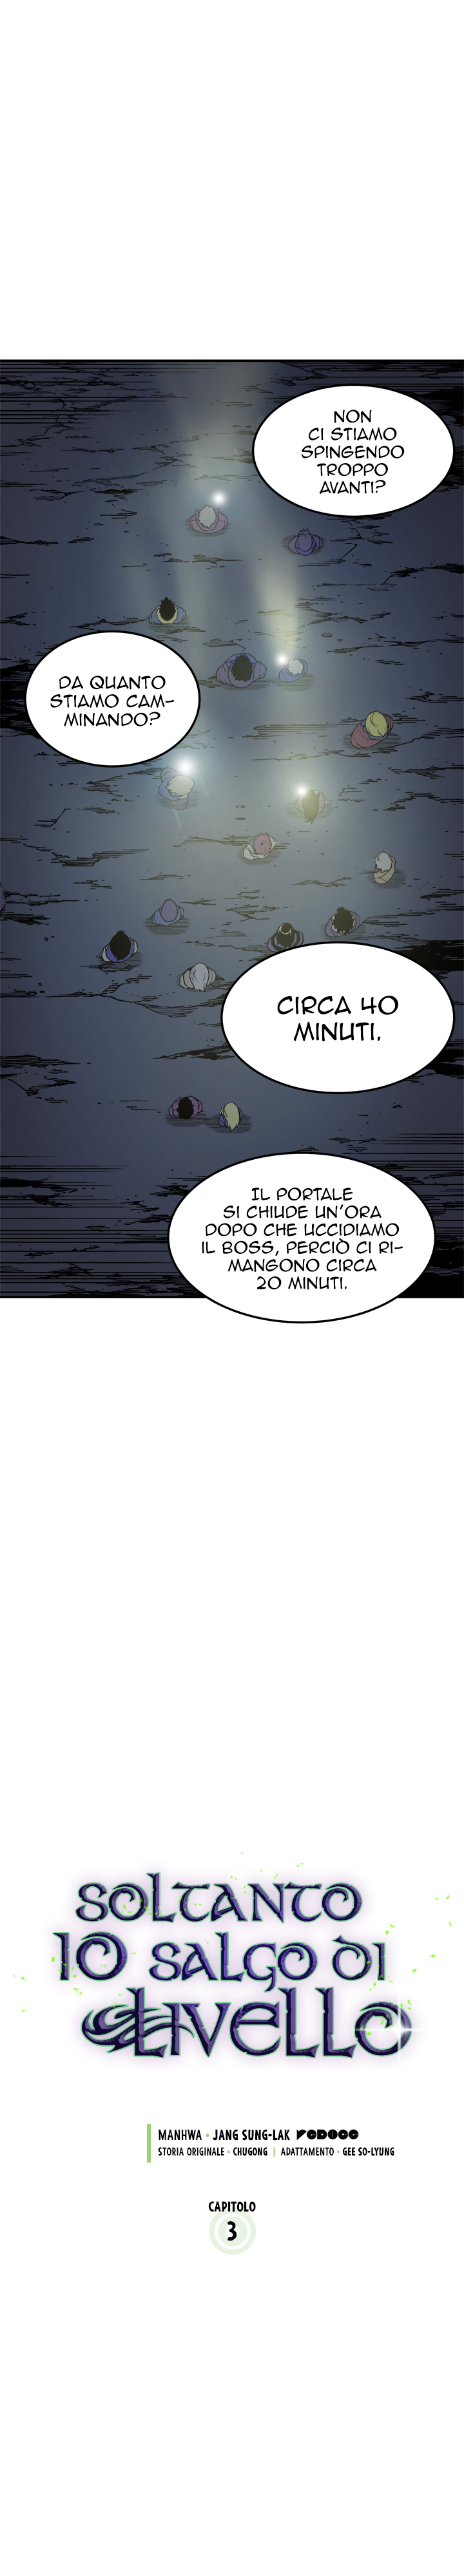 NON
CI STIAMO
SPINGENDO
TROPPO
AVANTI?
DA QUANTO
STIAMO CAM-
MINANDO?
CIRCA 40
MINUTI.
IL PORTALE
SI CHIUDE UN'ORA
DOPO CHE UCCIDIAMO
IL BOSS, PERCIÒ CI RI-
MANGONO CIRCA
20 MINUTI.
SOLTANTO
IO SALGO DI
LIVELLO
MANHWA • JANG SUNG-LAK REDICE
STORIA ORIGINALE • CHUGONG | ADATTAMENTO • GEE SO-LYUNG
CAPITOLO
3